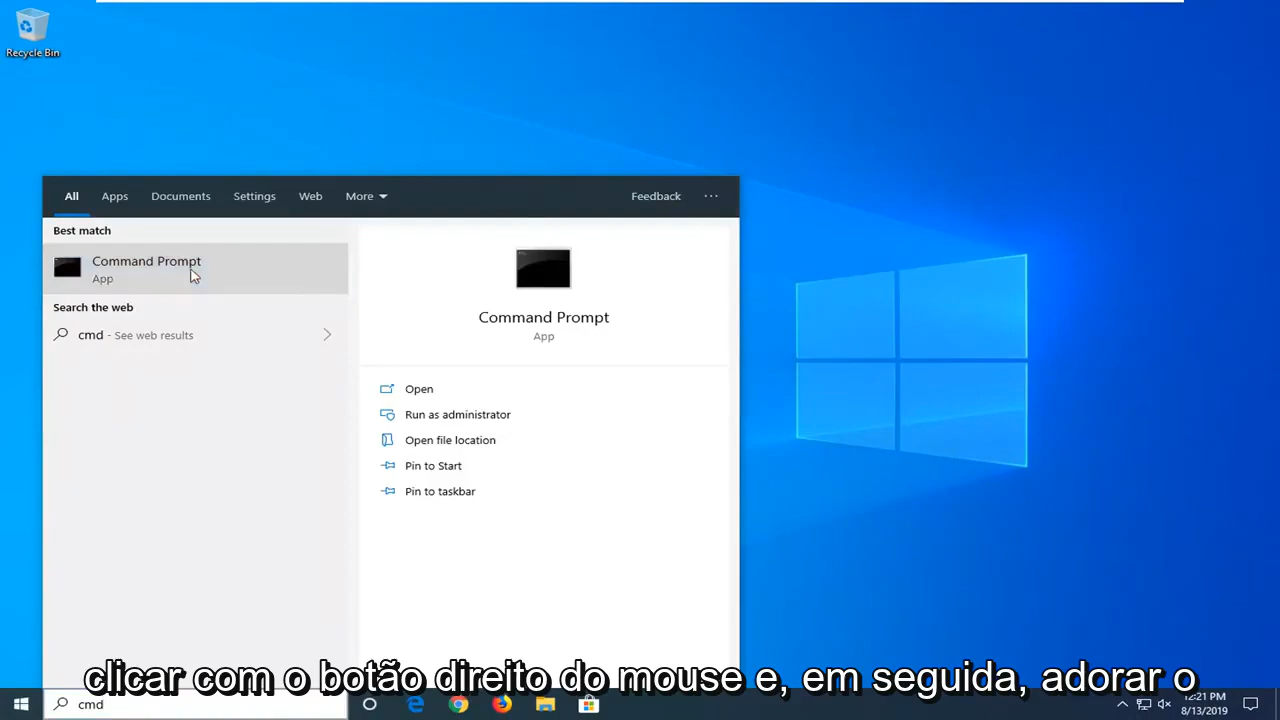 Recycle Bin
All
Apps
Documents
Settings
Web
More
Feedback
...
Best match
Command Prompt
App
Search the web
cmd - See web results
Command Prompt
App
Open
Run as administrator
Open file location
Pin to Start
Pin to taskbar
clicar com o botão direito do mouse e, em seguida, adorar o
cmd
12:21 PM
8/13/2019